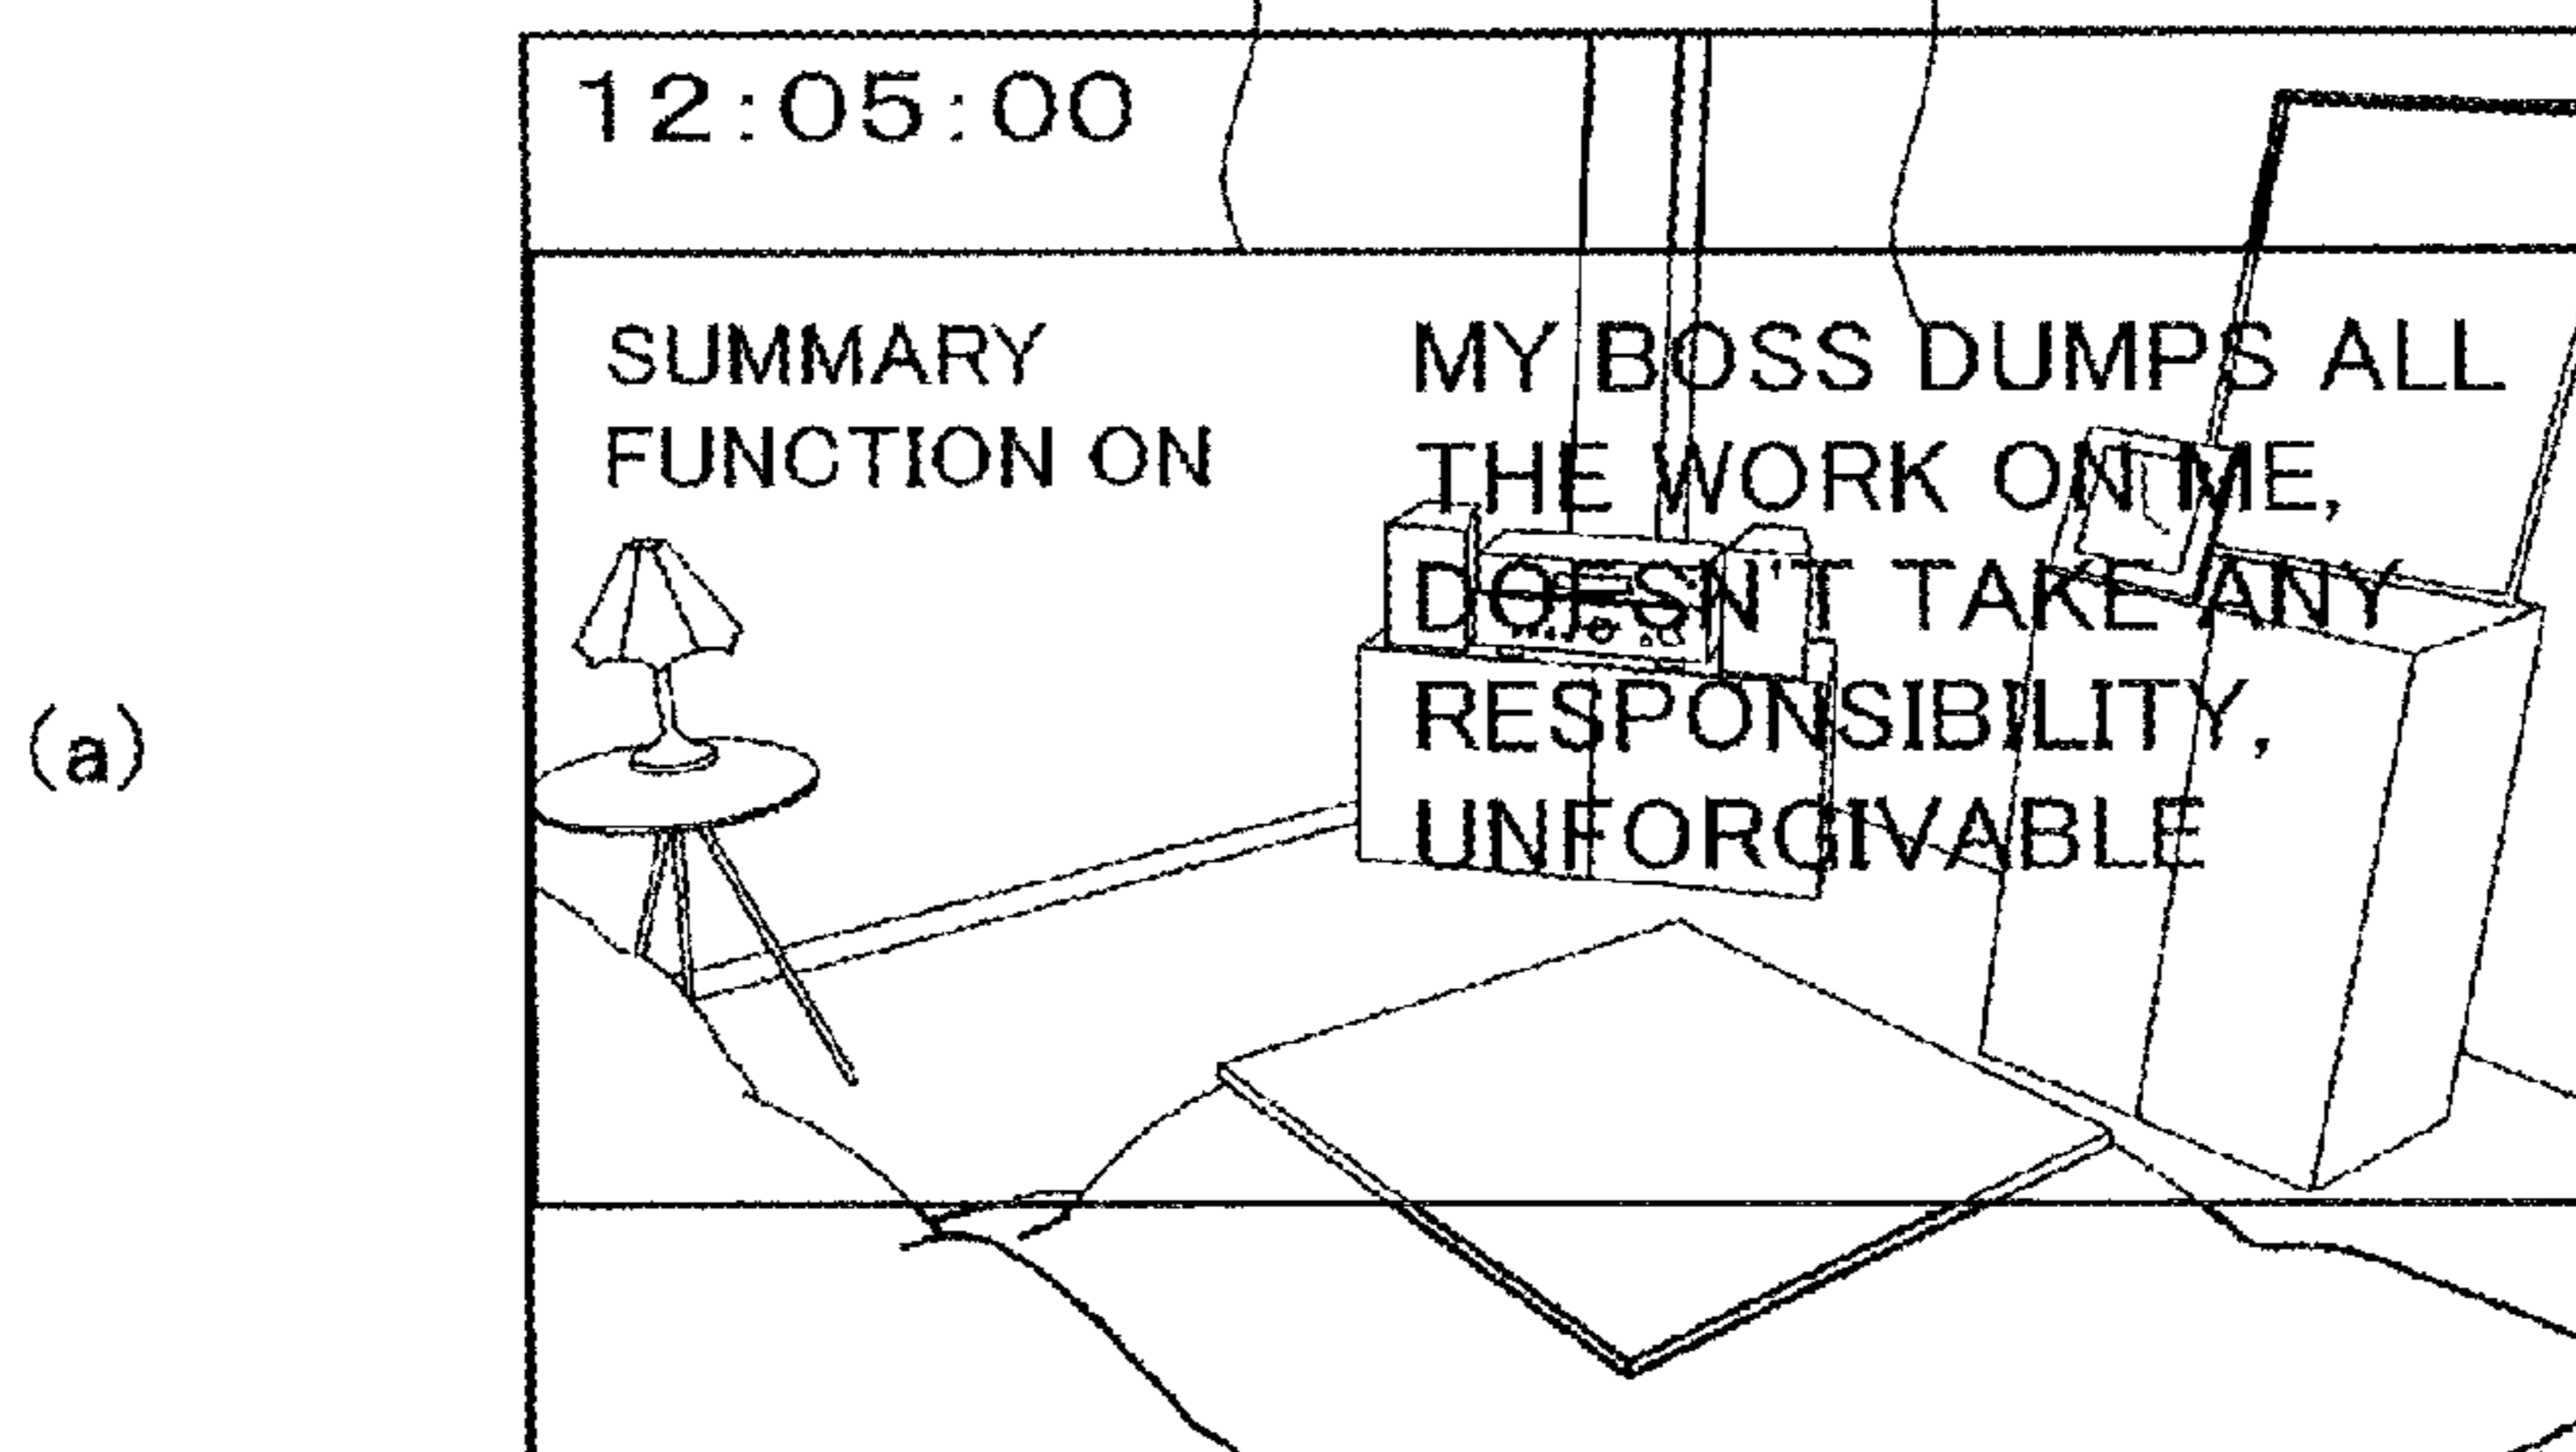 12:05:00
SUMMARY
FUNCTION ON
MY BOSS DUMPS ALL
THE WORK ON ME,
DOESN'T TAKE ANY
RESPONSIBILITY,
UNFORGIVABLE
(a)